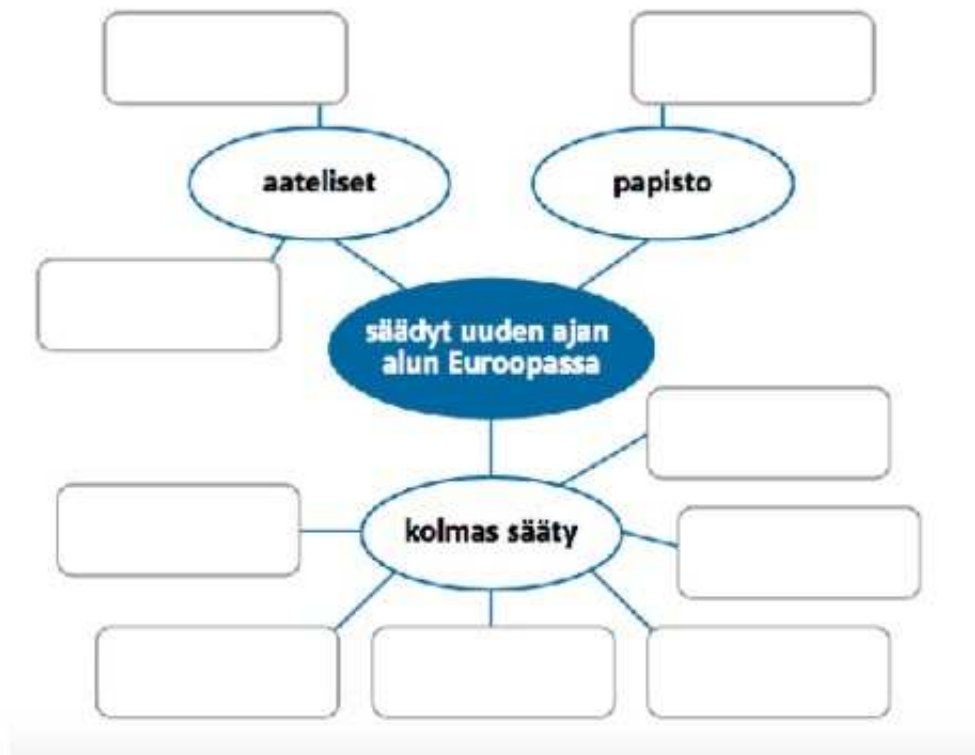 aateliset
papisto
säädyt uuden ajan
alun Euroopassa
kolmas sääty